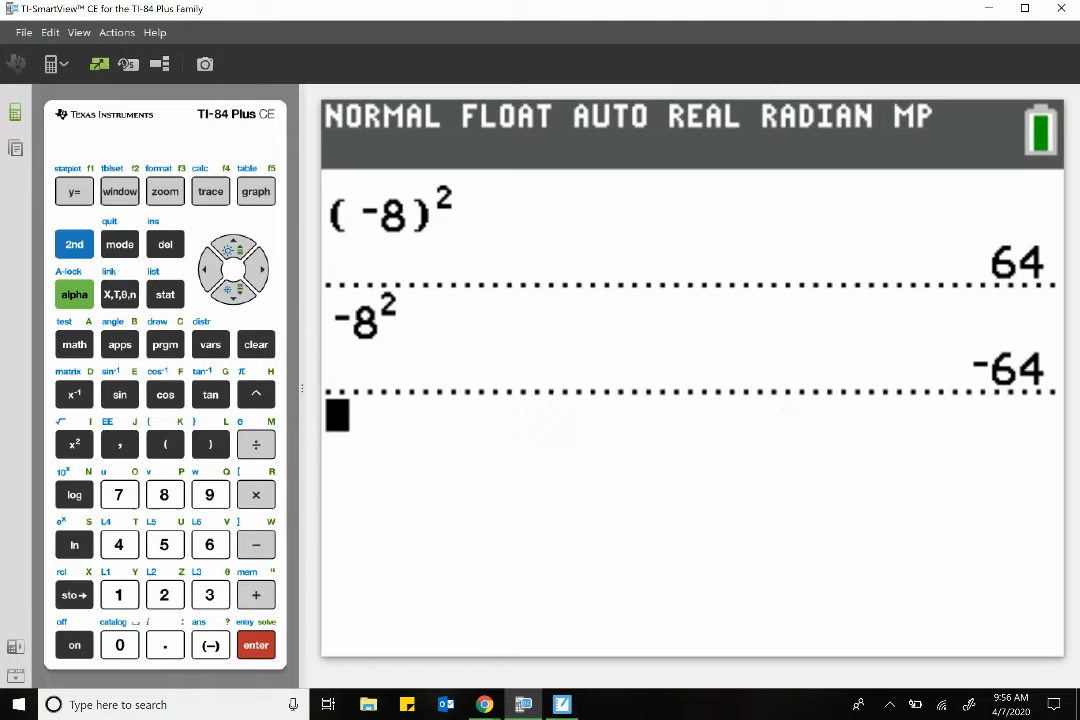 TI-SmartView™ CE for the TI-84 Plus Family
File Edit View Actions Help
TEXAS INSTRUMENTS TI-84 Plus CE
NORMAL FLOAT AUTO REAL RADIAN MP
(-8)²
64
-8²
-64
statplot f1 tblset f2 format f3 calc f4 table f5
y= window zoom trace graph
quit ins
2nd mode del
A-lock link list
alpha X,T,θ,n stat
test A angle B draw C distr
math apps prgm vars clear
matrix D sin⁻¹ E cos⁻¹ F tan⁻¹ G π H
x⁻¹ sin cos tan ^
√ I EE J { K } L e M
x² , ( ) ÷
10ˣ N u O v P w Q [ R
log 7 8 9 ×
eˣ S L4 T L5 U L6 V ] W
ln 4 5 6 −
rcl X L1 Y L2 Z L3 θ mem "
sto→ 1 2 3 +
off catalog ␣ i : ans ? entry solve
on 0 . (−) enter
Type here to search
9:56 AM
4/7/2020